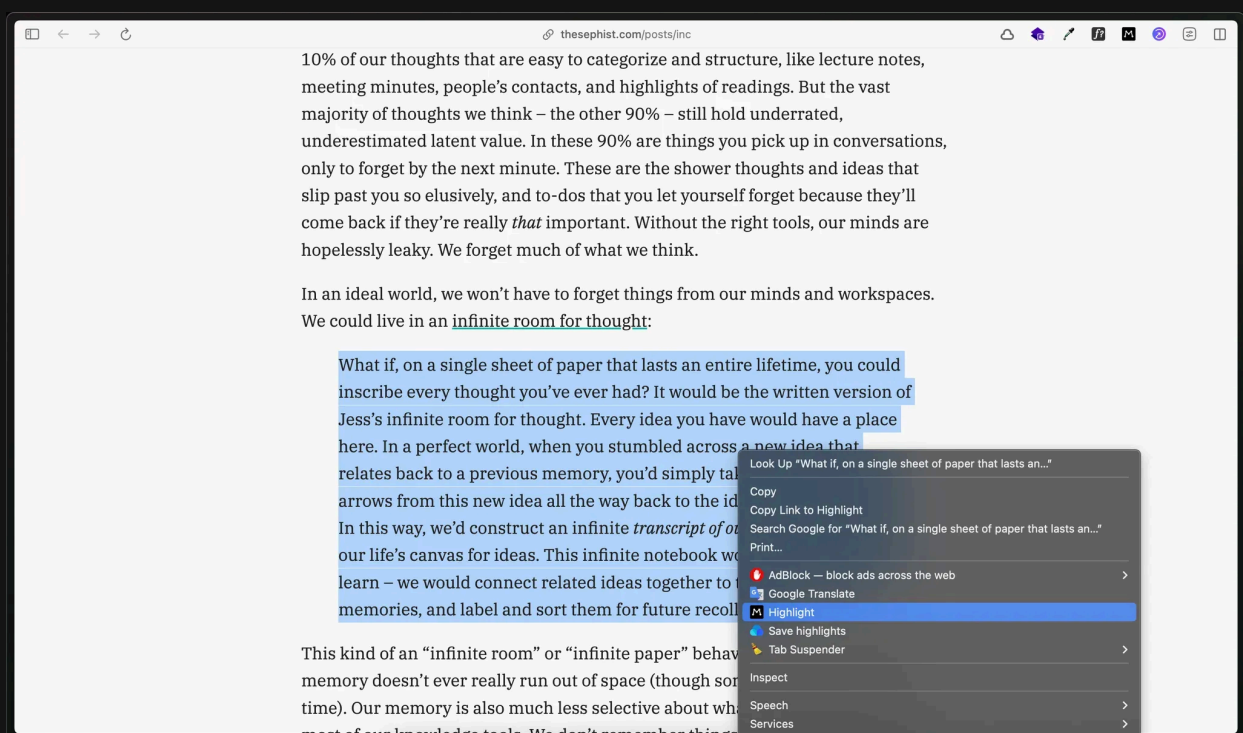 thesephist.com/posts/inc
10% of our thoughts that are easy to categorize and structure, like lecture notes,
meeting minutes, people’s contacts, and highlights of readings. But the vast
majority of thoughts we think – the other 90% – still hold underrated,
underestimated latent value. In these 90% are things you pick up in conversations,
only to forget by the next minute. These are the shower thoughts and ideas that
slip past you so elusively, and to-dos that you let yourself forget because they’ll
come back if they’re really that important. Without the right tools, our minds are
hopelessly leaky. We forget much of what we think.
In an ideal world, we won’t have to forget things from our minds and workspaces.
We could live in an infinite room for thought:
What if, on a single sheet of paper that lasts an entire lifetime, you could
inscribe every thought you’ve ever had? It would be the written version of
Jess’s infinite room for thought. Every idea you have would have a place
here. In a perfect world, when you stumbled across a new idea that
relates back to a previous memory, you’d simply
arrows from this new idea all the way back to the
In this way, we’d construct an infinite transcript of
our life’s canvas for ideas. This infinite notebook
learn – we would connect related ideas together to
memories, and label and sort them for future
This kind of an “infinite room” or “infinite paper”
memory doesn’t ever really run out of space (though
time). Our memory is also much less selective about
most of our knowledge tools. We don’t remember things
Look Up “What if, on a single sheet of paper that lasts an...”
Copy
Copy Link to Highlight
Search Google for “What if, on a single sheet of paper that lasts an...”
Print...
AdBlock — block ads across the web
Google Translate
Highlight
Save highlights
Tab Suspender
Inspect
Speech
Services